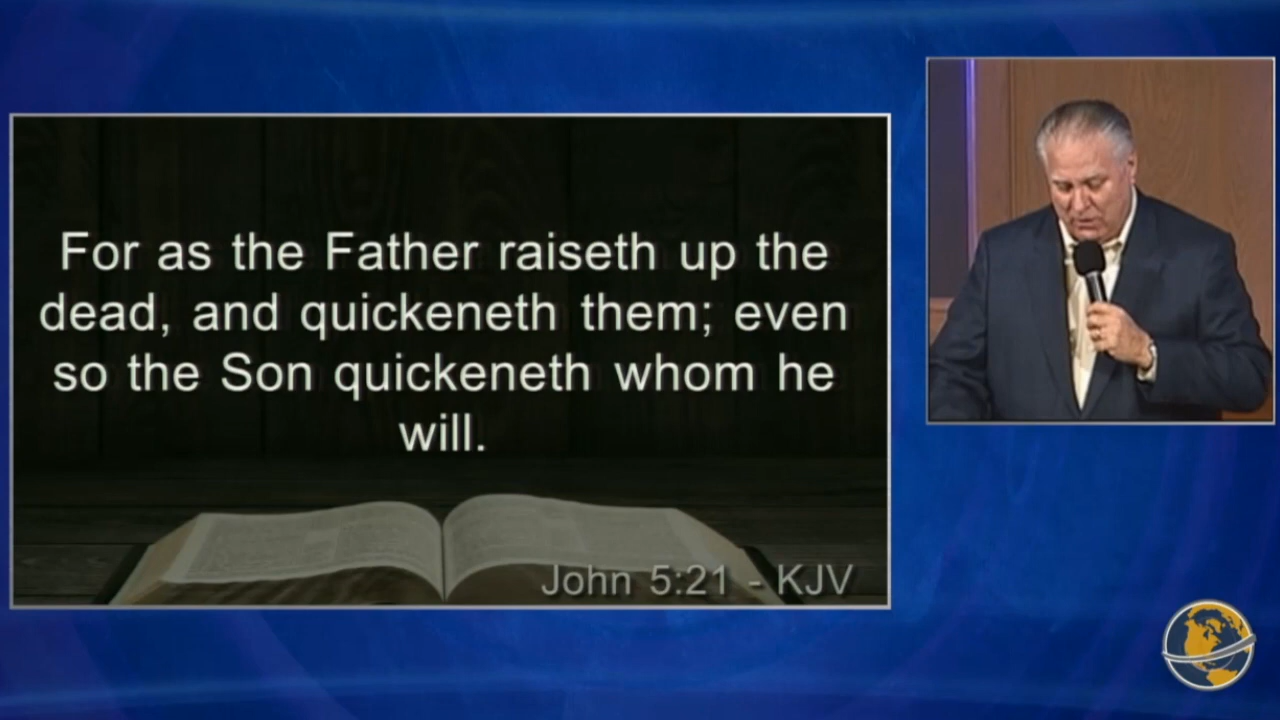 For as the Father raiseth up the
dead, and quickeneth them; even
so the Son quickeneth whom he
will.
John 5:21 - KJV